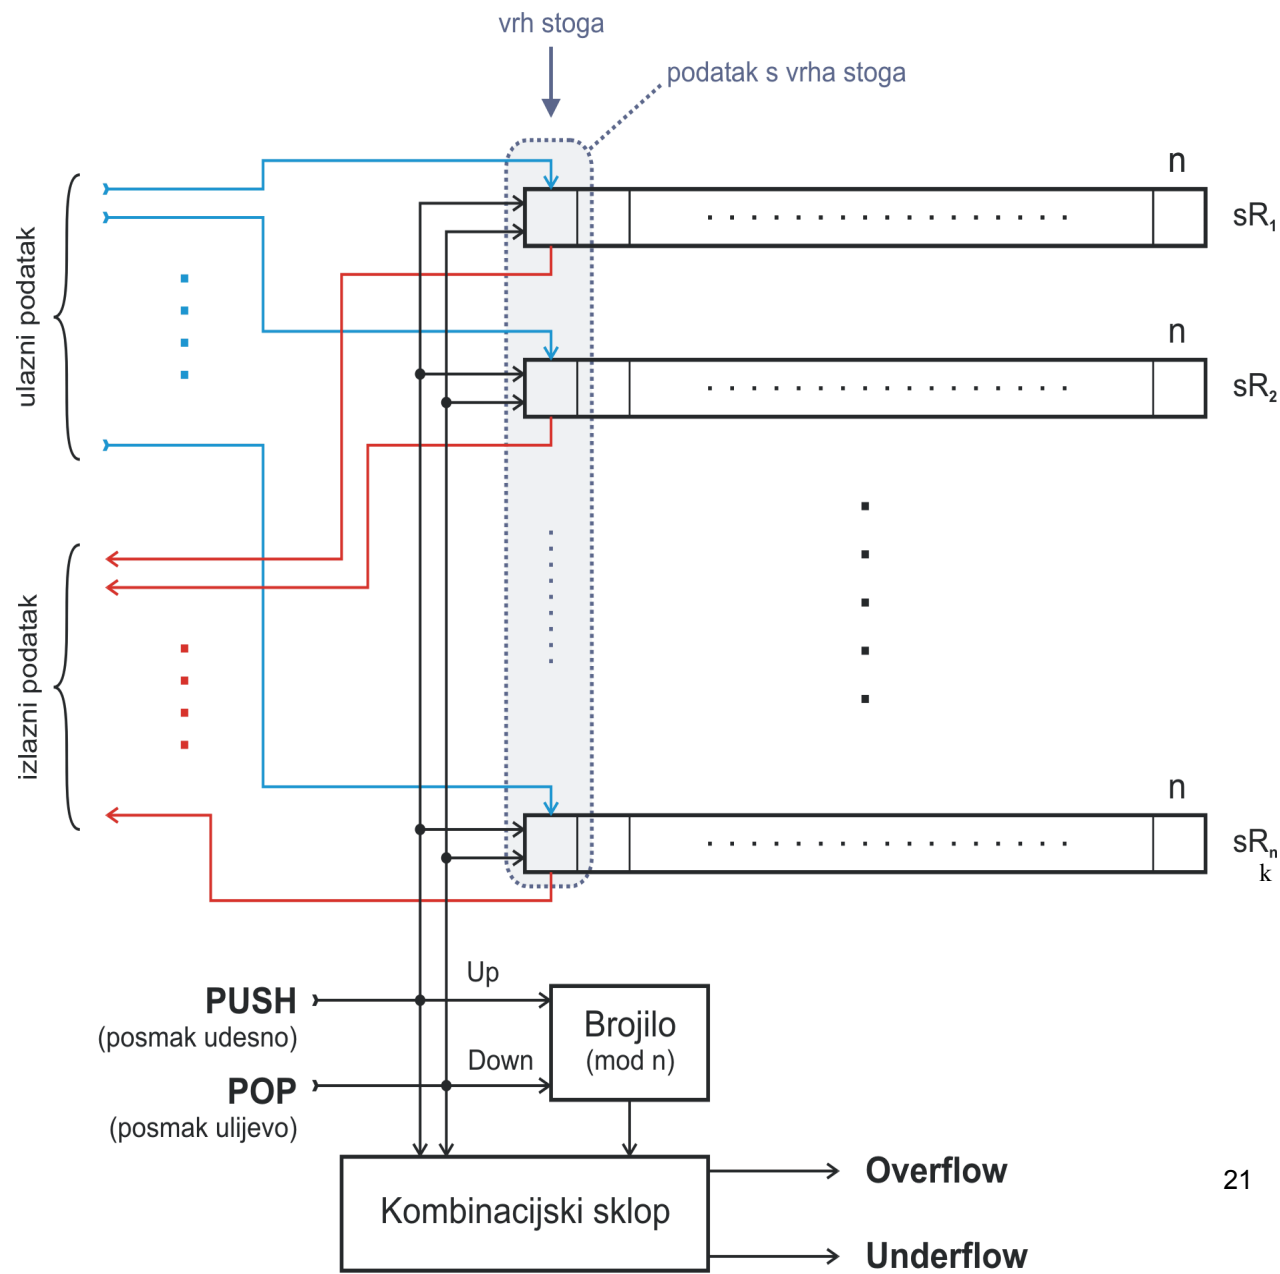 vrh stoga
podatak s vrha stoga
n
sR1
ulazni podatak
n
sR2
izlazni podatak
n
sRn
k
Up
PUSH
(posmak udesno)
Brojilo
(mod n)
Down
POP
(posmak ulijevo)
Overflow
21
Kombinacijski sklop
Underflow